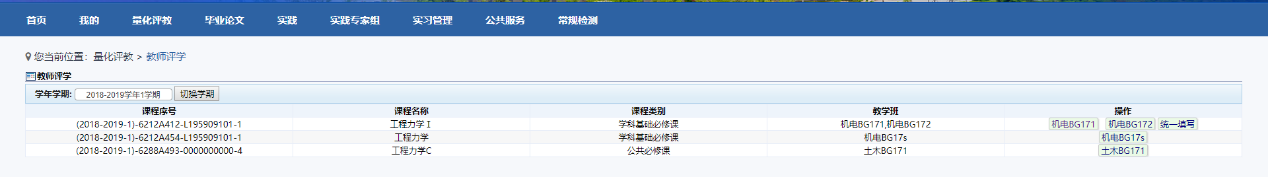 首页 我的 量化评教 毕业论文 实践 实践专家组 实习管理 公共服务 常规检测
您当前位置：量化评教 > 教师评学
教师评学
学年学期: 2018-2019学年1学期 切换学期
课程序号 课程名称 课程类别 教学班 操作
(2018-2019-1)-6212A412-L195909101-1 工程力学 I 学科基础必修课 机电BG171,机电BG172 机电BG171 机电BG172 统一填写
(2018-2019-1)-6212A454-L195909101-1 工程力学 学科基础必修课 机电BG17s 机电BG17s
(2018-2019-1)-6288A493-0000000000-4 工程力学C 公共必修课 土木BG171 土木BG171